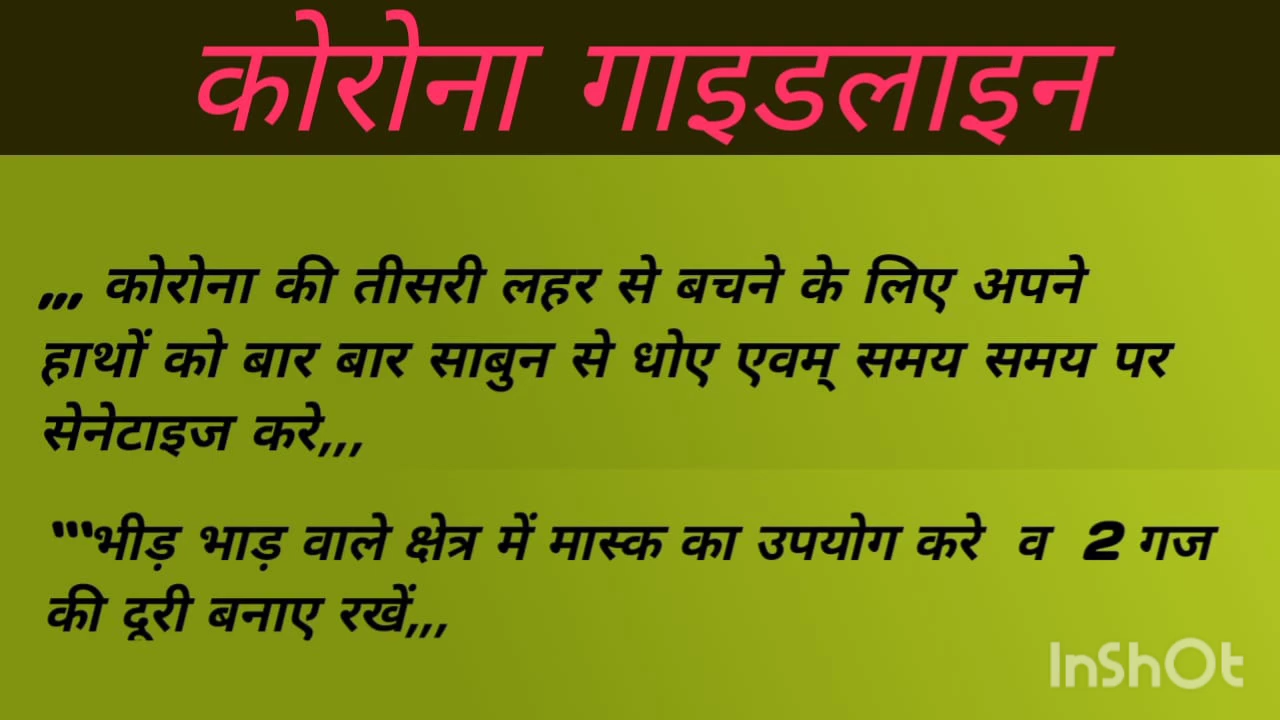 कोरोना गाइडलाइन
,,, कोरोना की तीसरी लहर से बचने के लिए अपने
हाथों को बार बार साबुन से धोए एवम् समय समय पर
सेनेटाइज करे,,,
"'भीड़ भाड़ वाले क्षेत्र में मास्क का उपयोग करे व 2 गज
की दूरी बनाए रखें,,,
InShOt